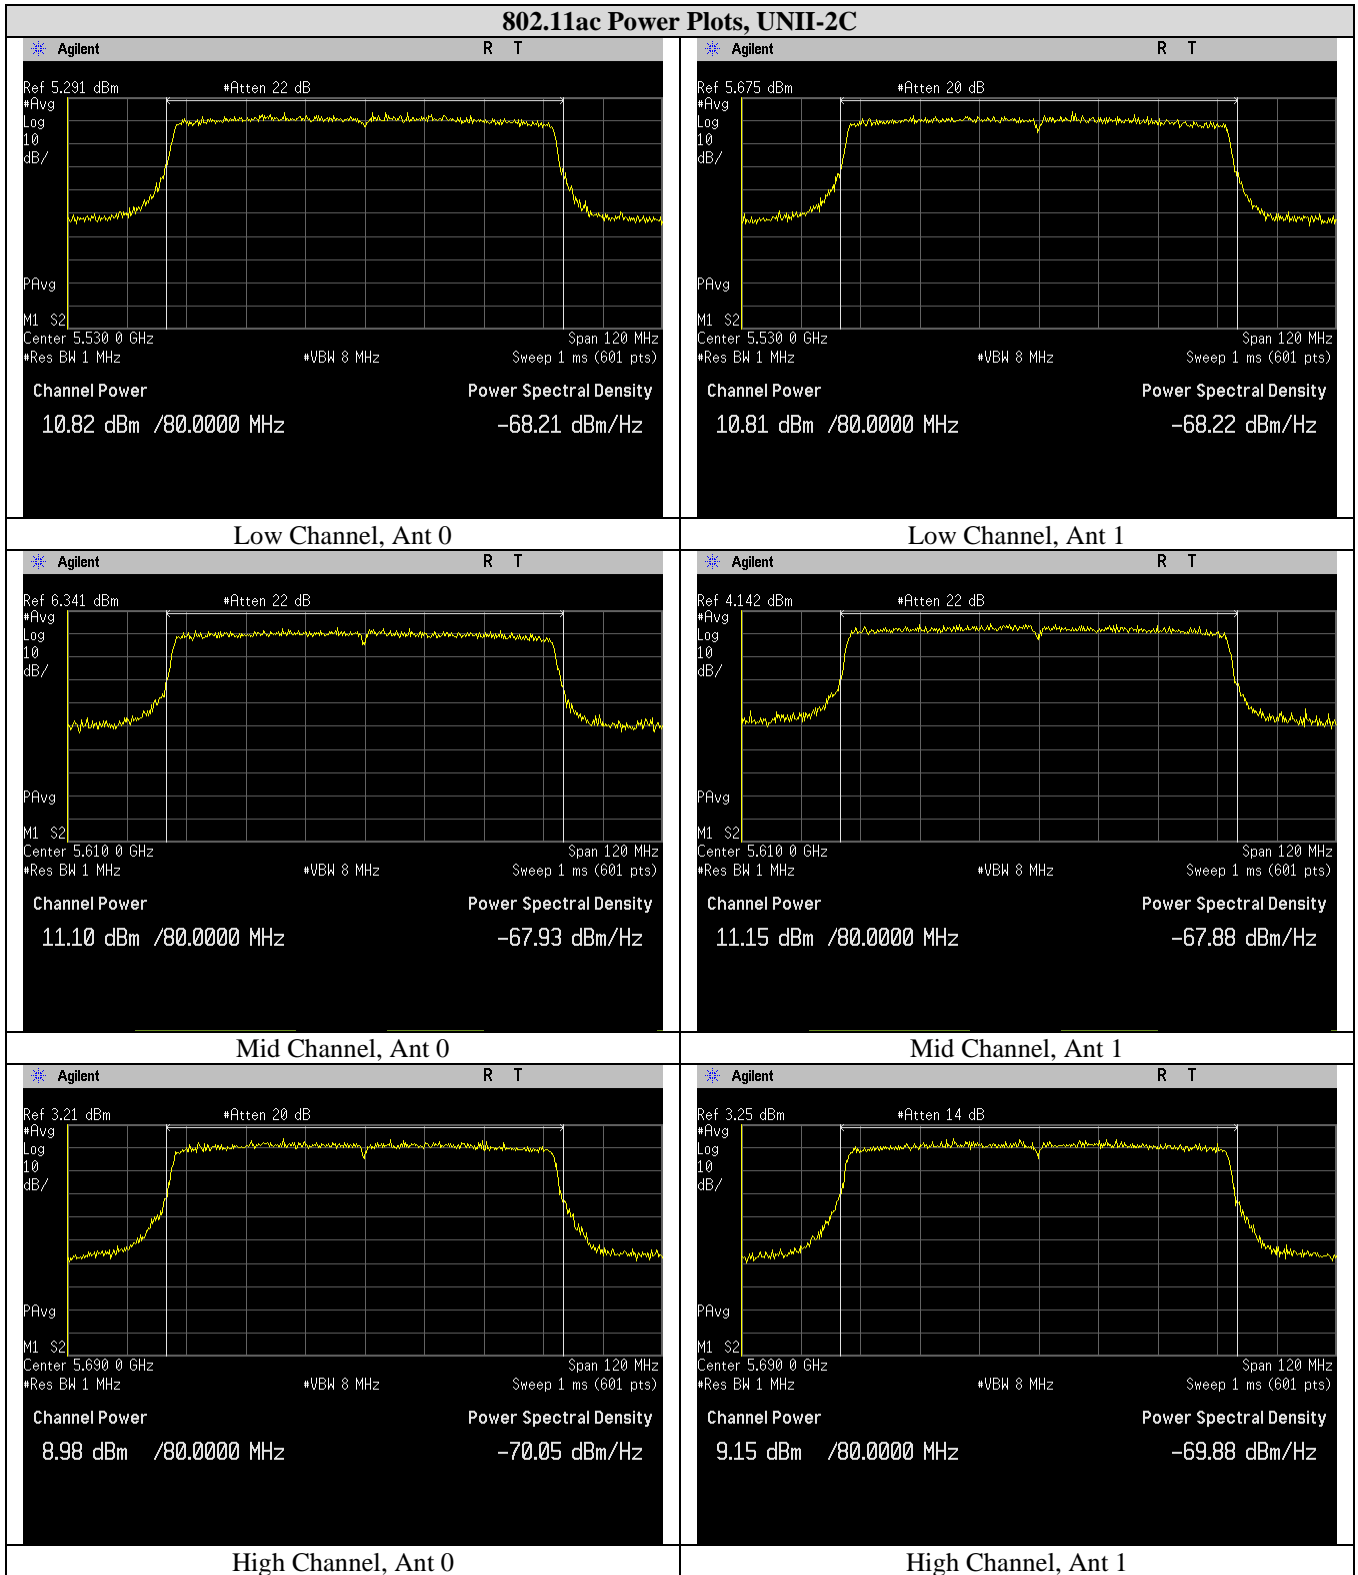 802.11ac Power Plots, UNII-2C
Agilent R T
Ref 5.291 dBm #Atten 22 dB
#Avg
Log
10
dB/
PAvg
M1 S2
Center 5.530 0 GHz Span 120 MHz
#Res BW 1 MHz #VBW 8 MHz Sweep 1 ms (601 pts)
Channel Power Power Spectral Density
10.82 dBm /80.0000 MHz -68.21 dBm/Hz
Low Channel, Ant 0
Agilent R T
Ref 5.675 dBm #Atten 20 dB
#Avg
Log
10
dB/
PAvg
M1 S2
Center 5.530 0 GHz Span 120 MHz
#Res BW 1 MHz #VBW 8 MHz Sweep 1 ms (601 pts)
Channel Power Power Spectral Density
10.81 dBm /80.0000 MHz -68.22 dBm/Hz
Low Channel, Ant 1
Agilent R T
Ref 6.341 dBm #Atten 22 dB
#Avg
Log
10
dB/
PAvg
M1 S2
Center 5.610 0 GHz Span 120 MHz
#Res BW 1 MHz #VBW 8 MHz Sweep 1 ms (601 pts)
Channel Power Power Spectral Density
11.10 dBm /80.0000 MHz -67.93 dBm/Hz
Mid Channel, Ant 0
Agilent R T
Ref 4.142 dBm #Atten 22 dB
#Avg
Log
10
dB/
PAvg
M1 S2
Center 5.610 0 GHz Span 120 MHz
#Res BW 1 MHz #VBW 8 MHz Sweep 1 ms (601 pts)
Channel Power Power Spectral Density
11.15 dBm /80.0000 MHz -67.88 dBm/Hz
Mid Channel, Ant 1
Agilent R T
Ref 3.21 dBm #Atten 20 dB
#Avg
Log
10
dB/
PAvg
M1 S2
Center 5.690 0 GHz Span 120 MHz
#Res BW 1 MHz #VBW 8 MHz Sweep 1 ms (601 pts)
Channel Power Power Spectral Density
8.98 dBm /80.0000 MHz -70.05 dBm/Hz
High Channel, Ant 0
Agilent R T
Ref 3.25 dBm #Atten 14 dB
#Avg
Log
10
dB/
PAvg
M1 S2
Center 5.690 0 GHz Span 120 MHz
#Res BW 1 MHz #VBW 8 MHz Sweep 1 ms (601 pts)
Channel Power Power Spectral Density
9.15 dBm /80.0000 MHz -69.88 dBm/Hz
High Channel, Ant 1